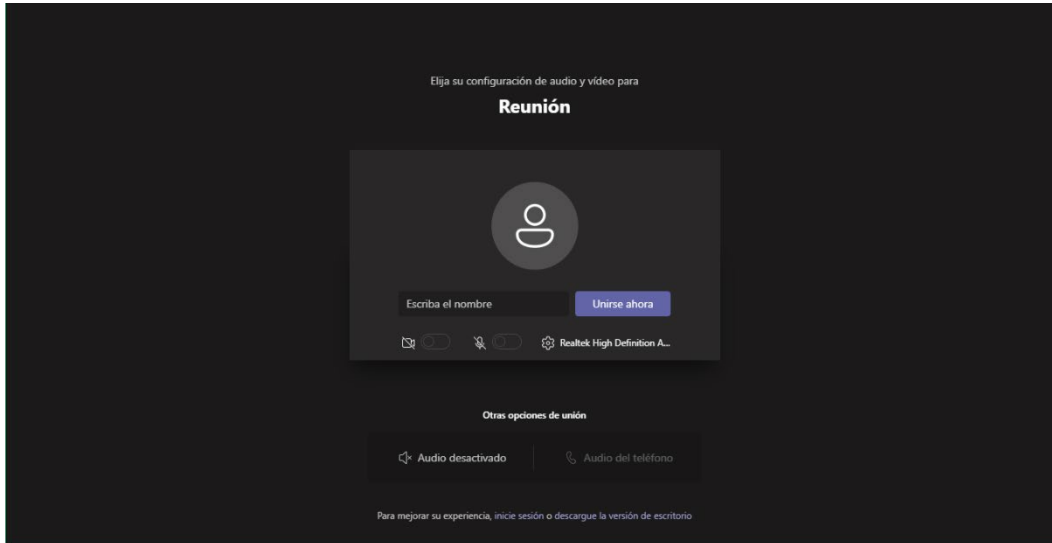 Elija su configuración de audio y vídeo para
Reunión
Escriba el nombre
Unirse ahora
Realtek High Definition A...
Otras opciones de unión
Audio desactivado
Audio del teléfono
Para mejorar su experiencia, inicie sesión o descargue la versión de escritorio